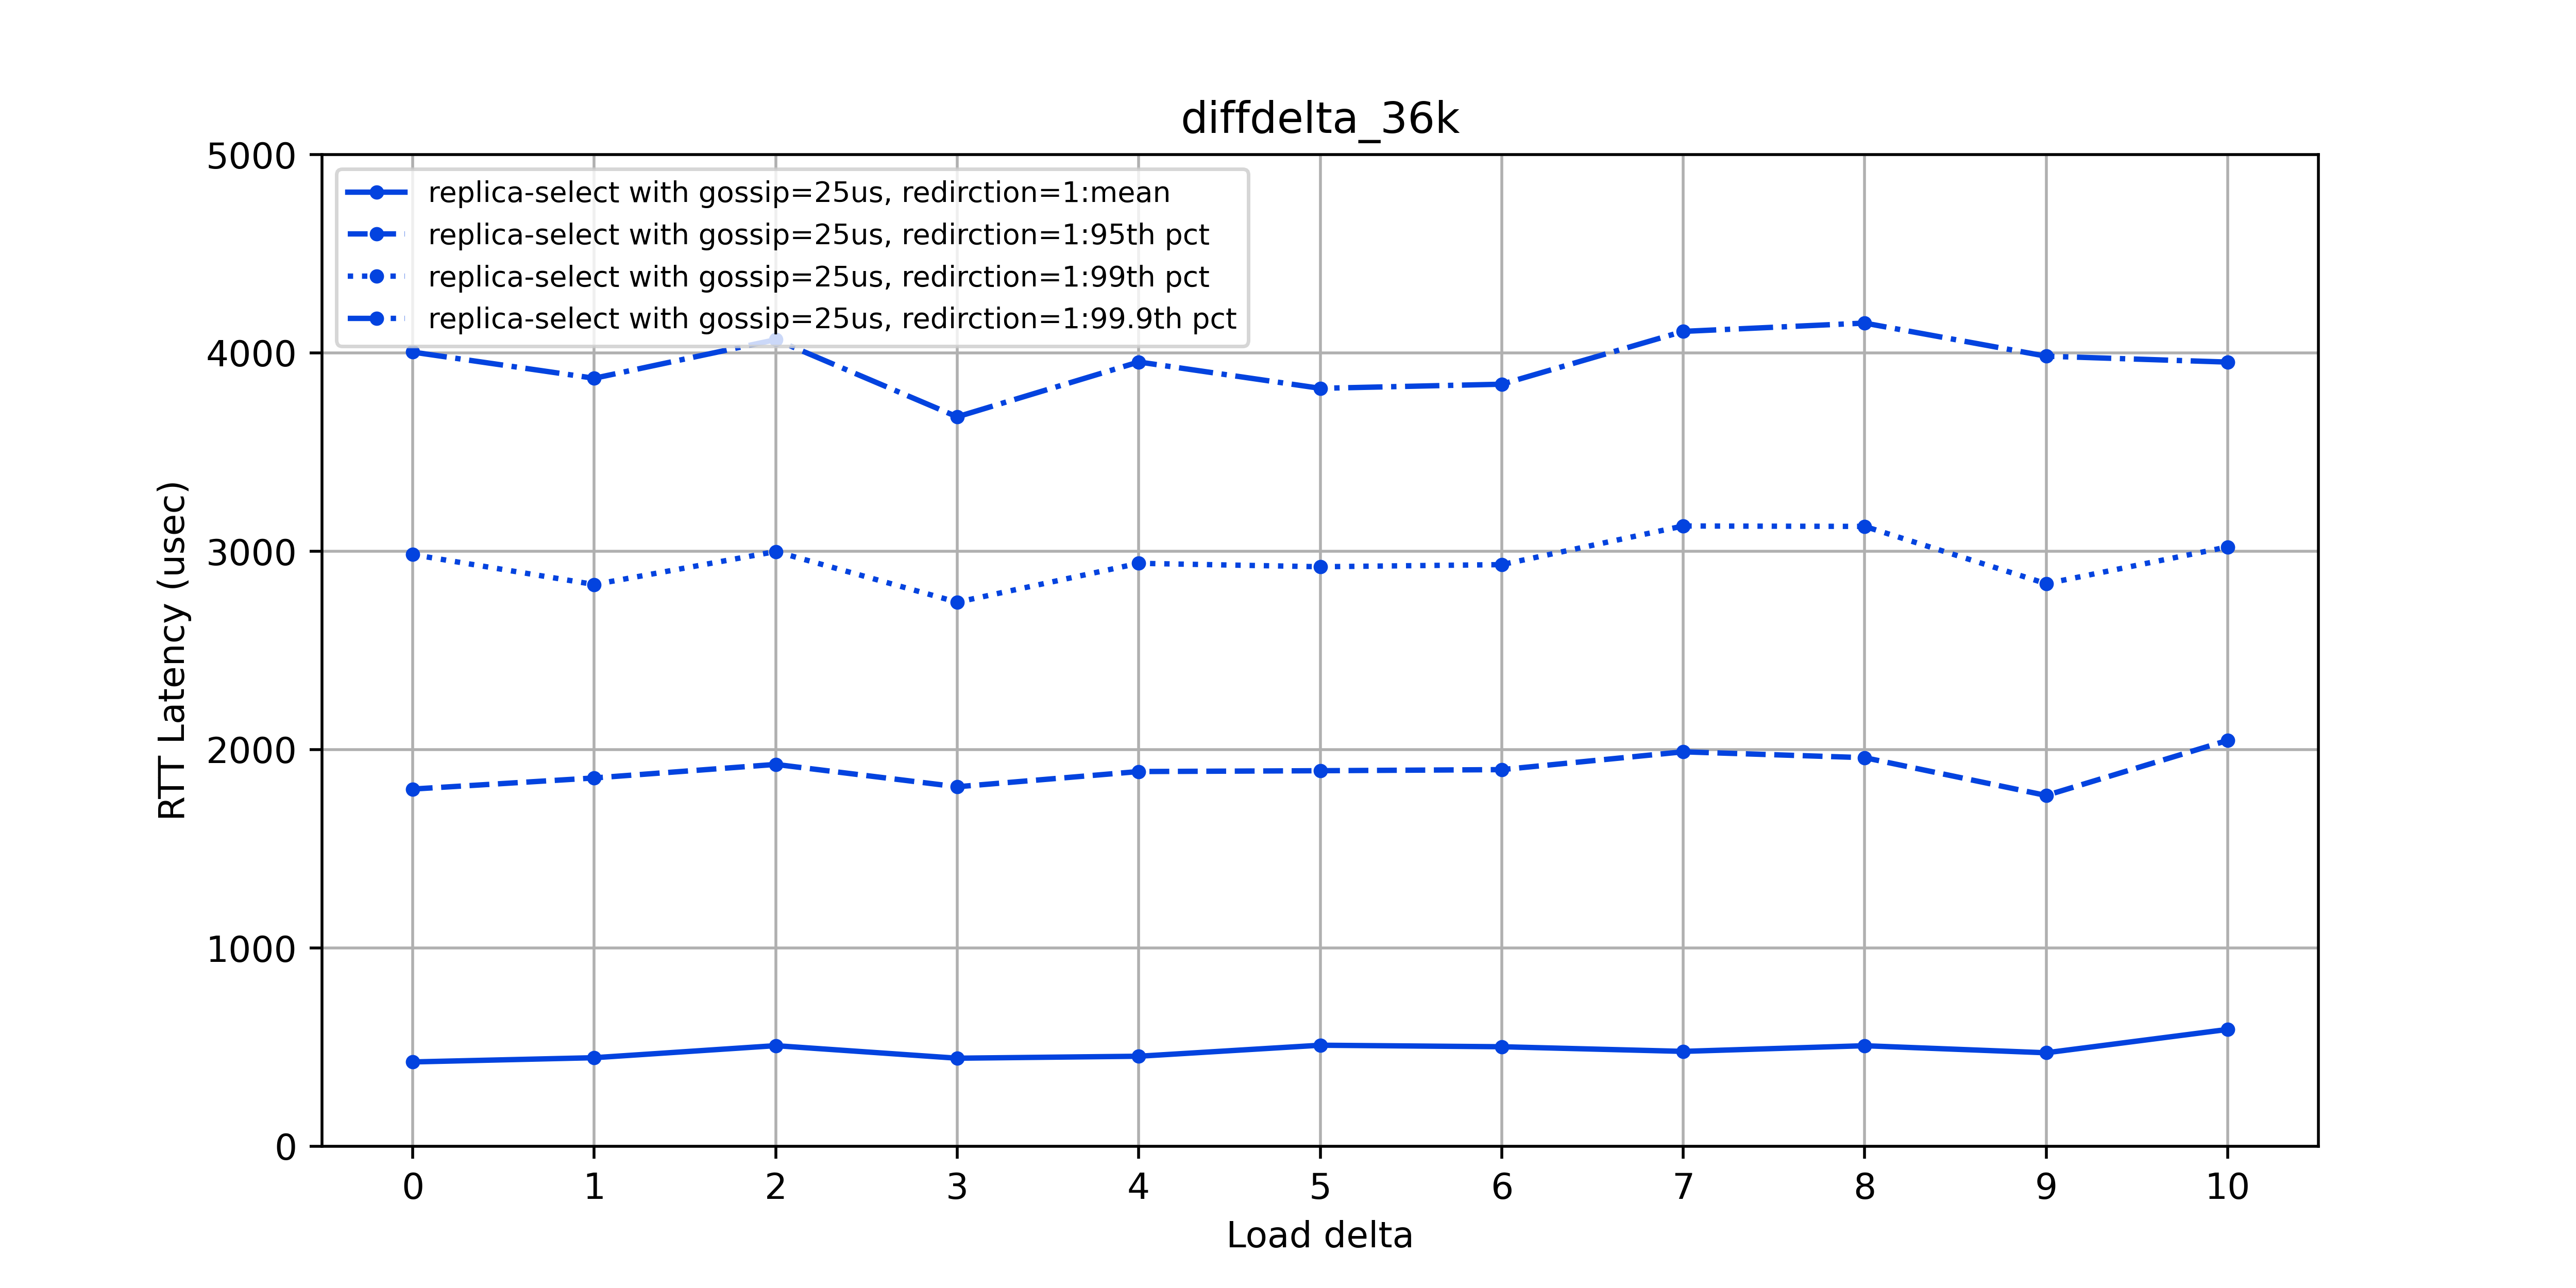 diffdelta_36k
replica-select with gossip=25us, redirction=1:mean
replica-select with gossip=25us, redirction=1:95th pct
replica-select with gossip=25us, redirction=1:99th pct
replica-select with gossip=25us, redirction=1:99.9th pct
RTT Latency (usec)
5000
4000
3000
2000
1000
0
0 1 2 3 4 5 6 7 8 9 10
Load delta